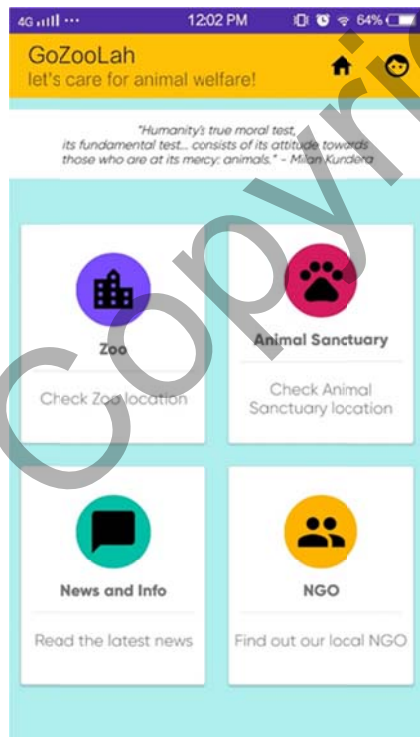 4G 12:02 PM 64%
GoZooLah
let's care for animal welfare!
"Humanity's true moral test,
its fundamental test... consists of its attitude towards
those who are at its mercy: animals." - Milan Kurdera
Zoo
Check Zoo location
Animal Sanctuary
Check Animal
Sanctuary location
News and Info
Read the latest news
NGO
Find out our local NGO